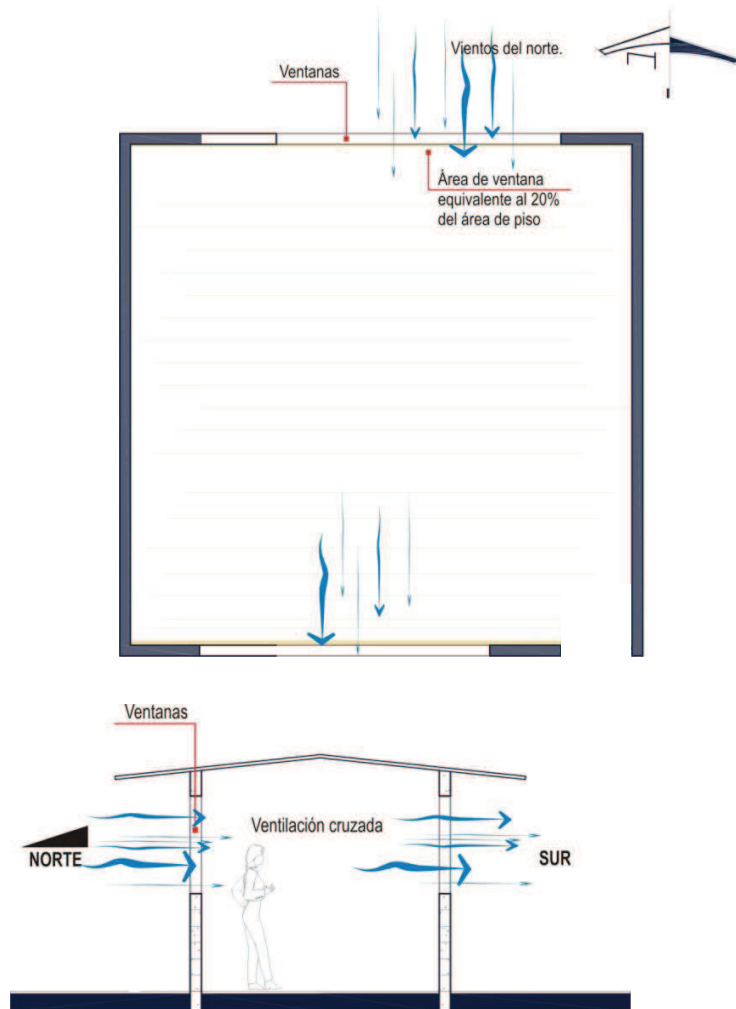 Vientos del norte.
Ventanas
Área de ventana
equivalente al 20%
del área de piso
Ventanas
Ventilación cruzada
NORTE
SUR